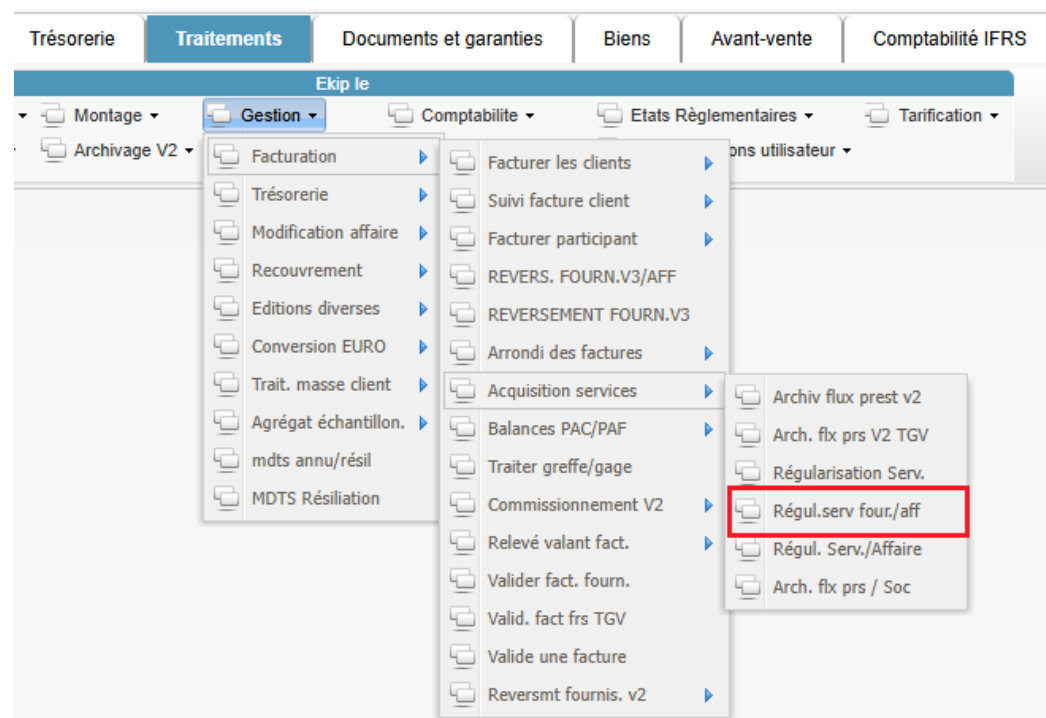 Trésorerie
Traitements
Documents et garanties
Biens
Avant-vente
Comptabilité IFRS
Ekip le
Montage
Gestion
Comptabilite
Etats Règlementaires
Tarification
Archivage V2
ons utilisateur
Facturation
Trésorerie
Modification affaire
Recouvrement
Editions diverses
Conversion EURO
Trait. masse client
Agrégat échantillon.
mdts annu/résil
MDTS Résiliation
Facturer les clients
Suivi facture client
Facturer participant
REVERS. FOURN.V3/AFF
REVERSEMENT FOURN.V3
Arrondi des factures
Acquisition services
Balances PAC/PAF
Traiter greffe/gage
Commissionnement V2
Relevé valant fact.
Valider fact. fourn.
Valid. fact frs TGV
Valide une facture
Reversmt fournis. v2
Archiv flux prest v2
Arch. flx prs V2 TGV
Régularisation Serv.
Régul.serv four./aff
Régul. Serv./Affaire
Arch. flx prs / Soc